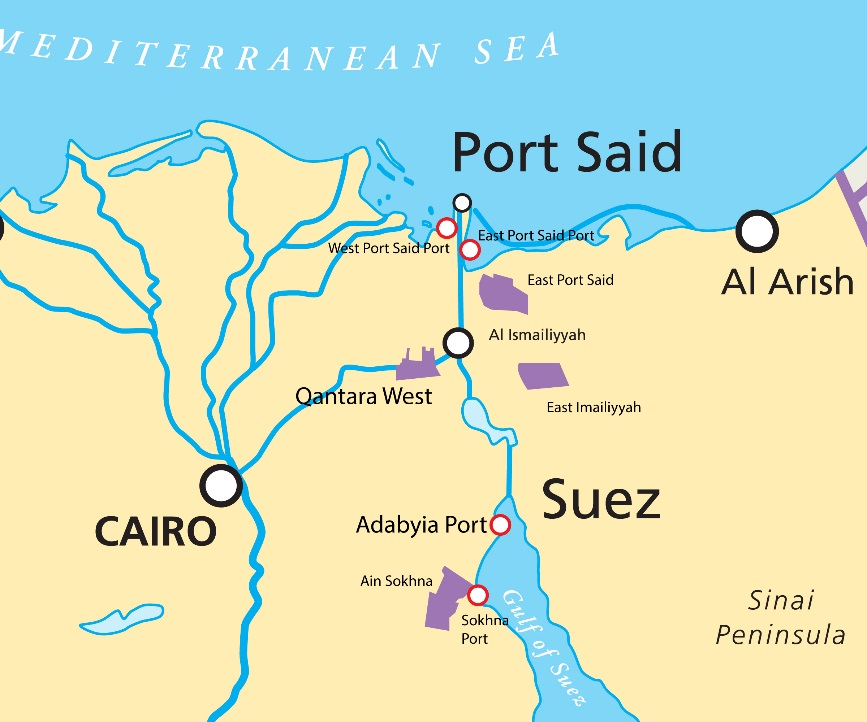 MEDITERRANEAN SEA
Port Said
East Port Said Port
West Port Said Port
East Port Said
Al Arish
Al Ismailiyyah
Qantara West
East Imailiyyah
CAIRO
Suez
Adabyia Port
Ain Sokhna
Sokhna
Port
Gulf of Suez
Sinai
Peninsula